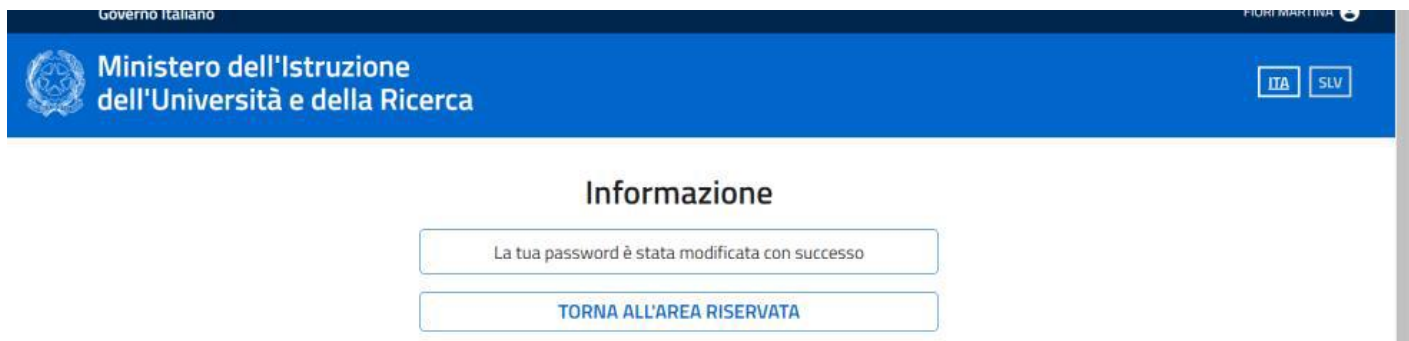 Governo Italiano
FIORI MARTINA
Ministero dell'Istruzione
dell'Università e della Ricerca
ITA SLV
Informazione
La tua password è stata modificata con successo
TORNA ALL'AREA RISERVATA